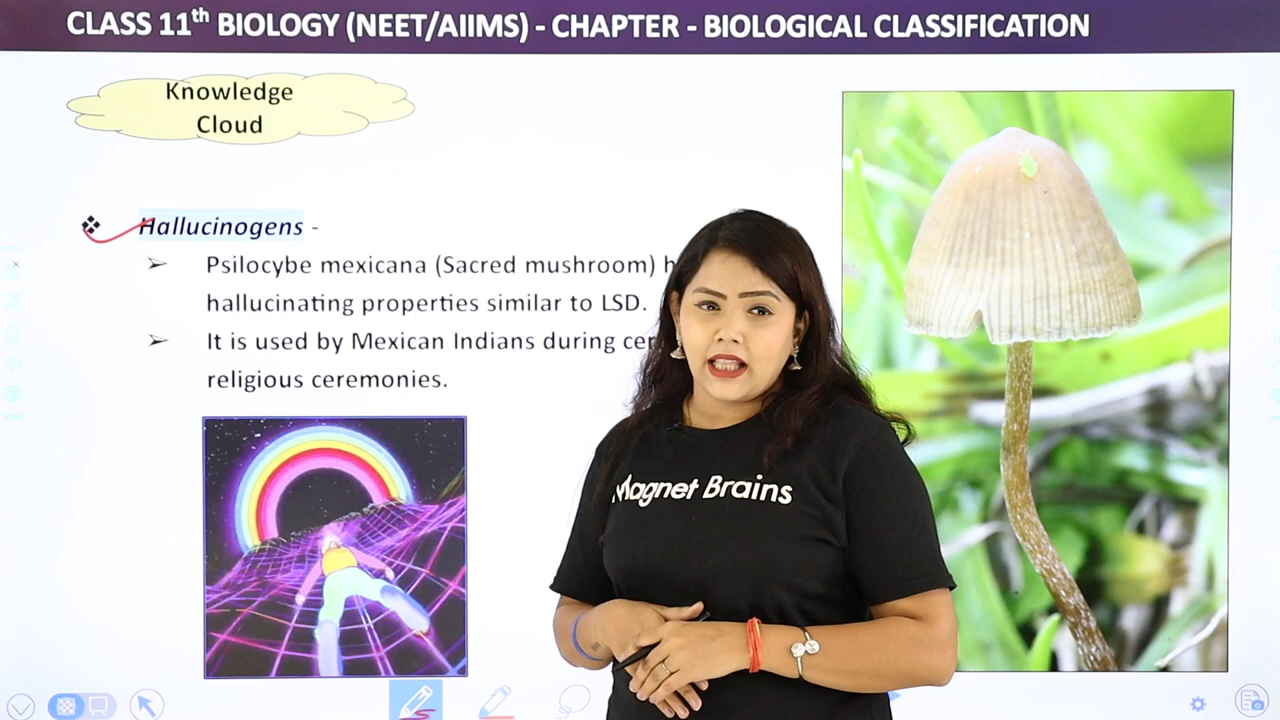 CLASS 11th BIOLOGY (NEET/AIIMS) - CHAPTER - BIOLOGICAL CLASSIFICATION
Knowledge
Cloud
❖ Hallucinogens -
➢ Psilocybe mexicana (Sacred mushroom)
hallucinating properties similar to LSD.
➢ It is used by Mexican Indians during
religious ceremonies.
Magnet Brains